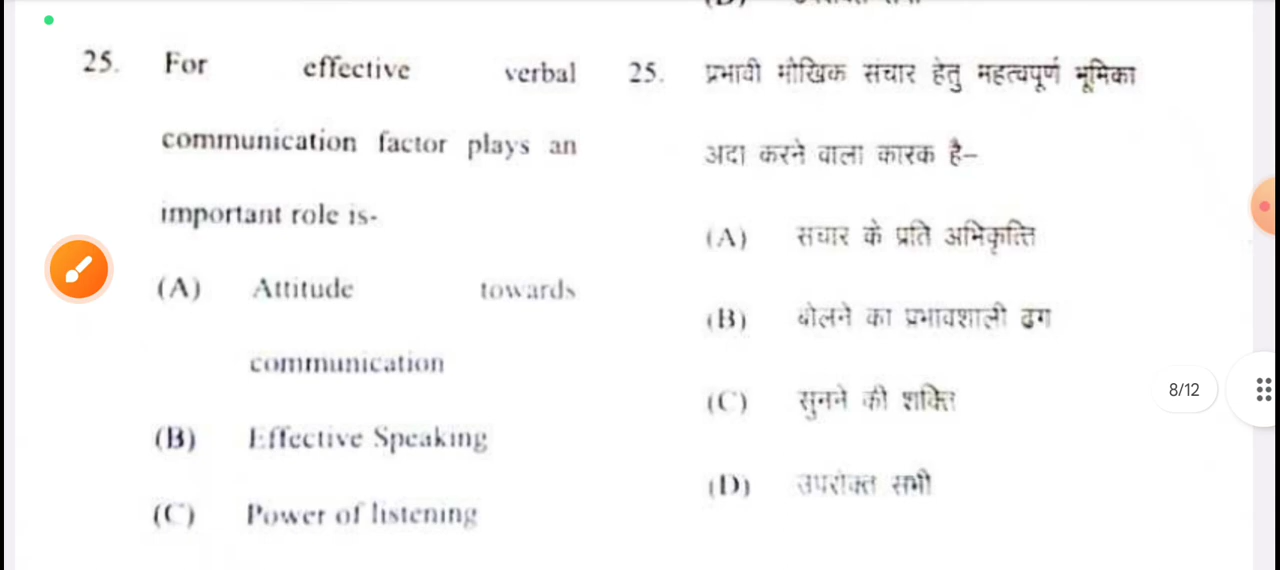 25. For effective verbal
communication factor plays an
important role is-
(A) Attitude towards
communication
(B) Effective Speaking
(C) Power of listening
25. प्रभावी मौखिक संचार हेतु महत्वपूर्ण भूमिका
अदा करने वाला कारक है–
(A) संचार के प्रति अभिकृत्ति
(B) बोलने का प्रभावशाली ढंग
(C) सुनने की शक्ति
(D) उपरोक्त सभी
8/12